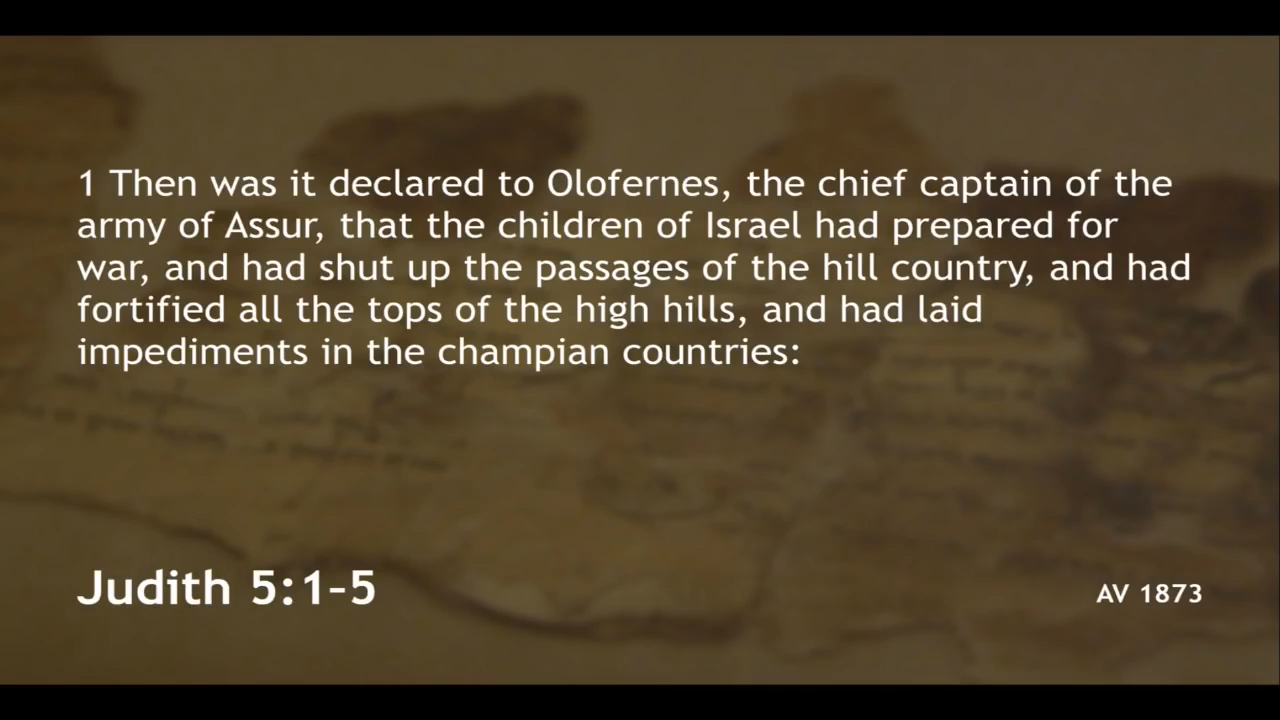 1 Then was it declared to Olofernes, the chief captain of the
army of Assur, that the children of Israel had prepared for
war, and had shut up the passages of the hill country, and had
fortified all the tops of the high hills, and had laid
impediments in the champian countries:
Judith 5:1–5
AV 1873